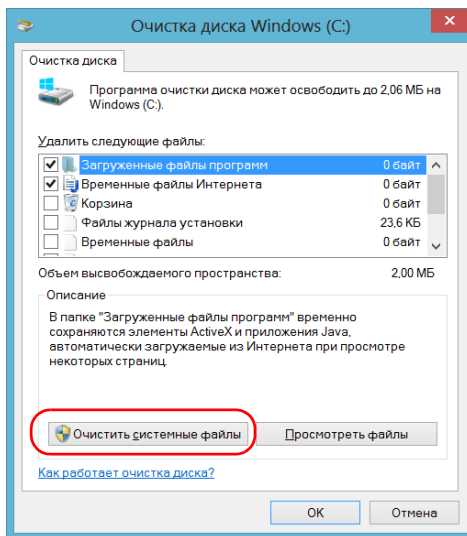 Очистка диска Windows (C:)
Очистка диска
Программа очистки диска может освободить до 2,06 МБ на
Windows (C:).
Удалить следующие файлы:
Загруженные файлы программ 0 байт
Временные файлы Интернета 0 байт
Корзина 0 байт
Файлы журнала установки 23,6 КБ
Временные файлы 0 байт
Объем высвобождаемого пространства: 2,00 МБ
Описание
В папке "Загруженные файлы программ" временно
сохраняются элементы ActiveX и приложения Java,
автоматически загружаемые из Интернета при просмотре
некоторых страниц.
Очистить системные файлы Просмотреть файлы
Как работает очистка диска?
OK Отмена